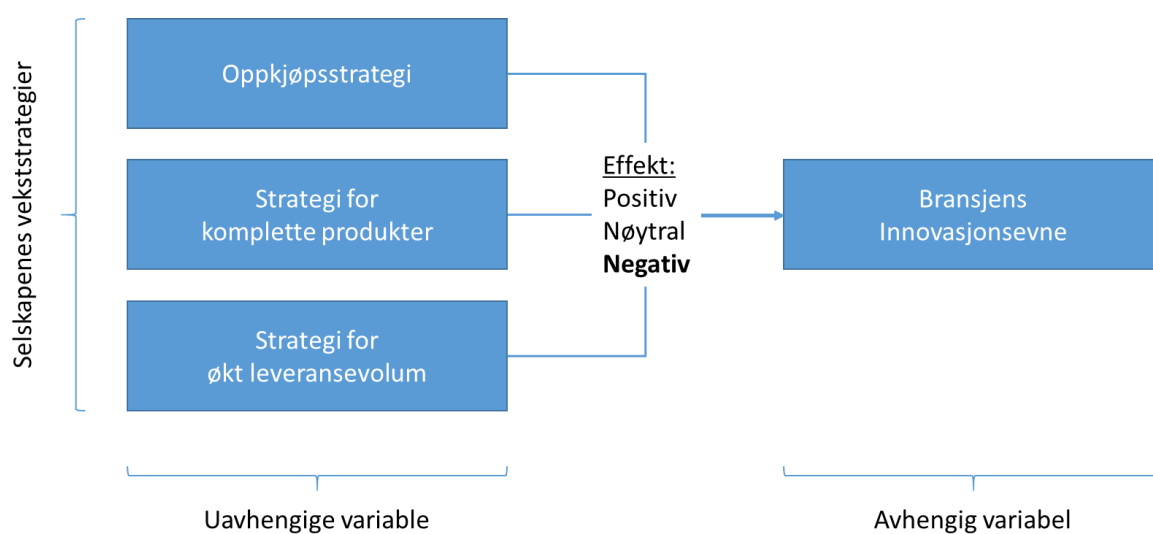 Selskapenes vekststrategier
Oppkjøpsstrategi
Strategi for
komplette produkter
Strategi for
økt leveransevolum
Effekt:
Positiv
Nøytral
Negativ
Bransjens
Innovasjonsevne
Uavhengige variable
Avhengig variabel